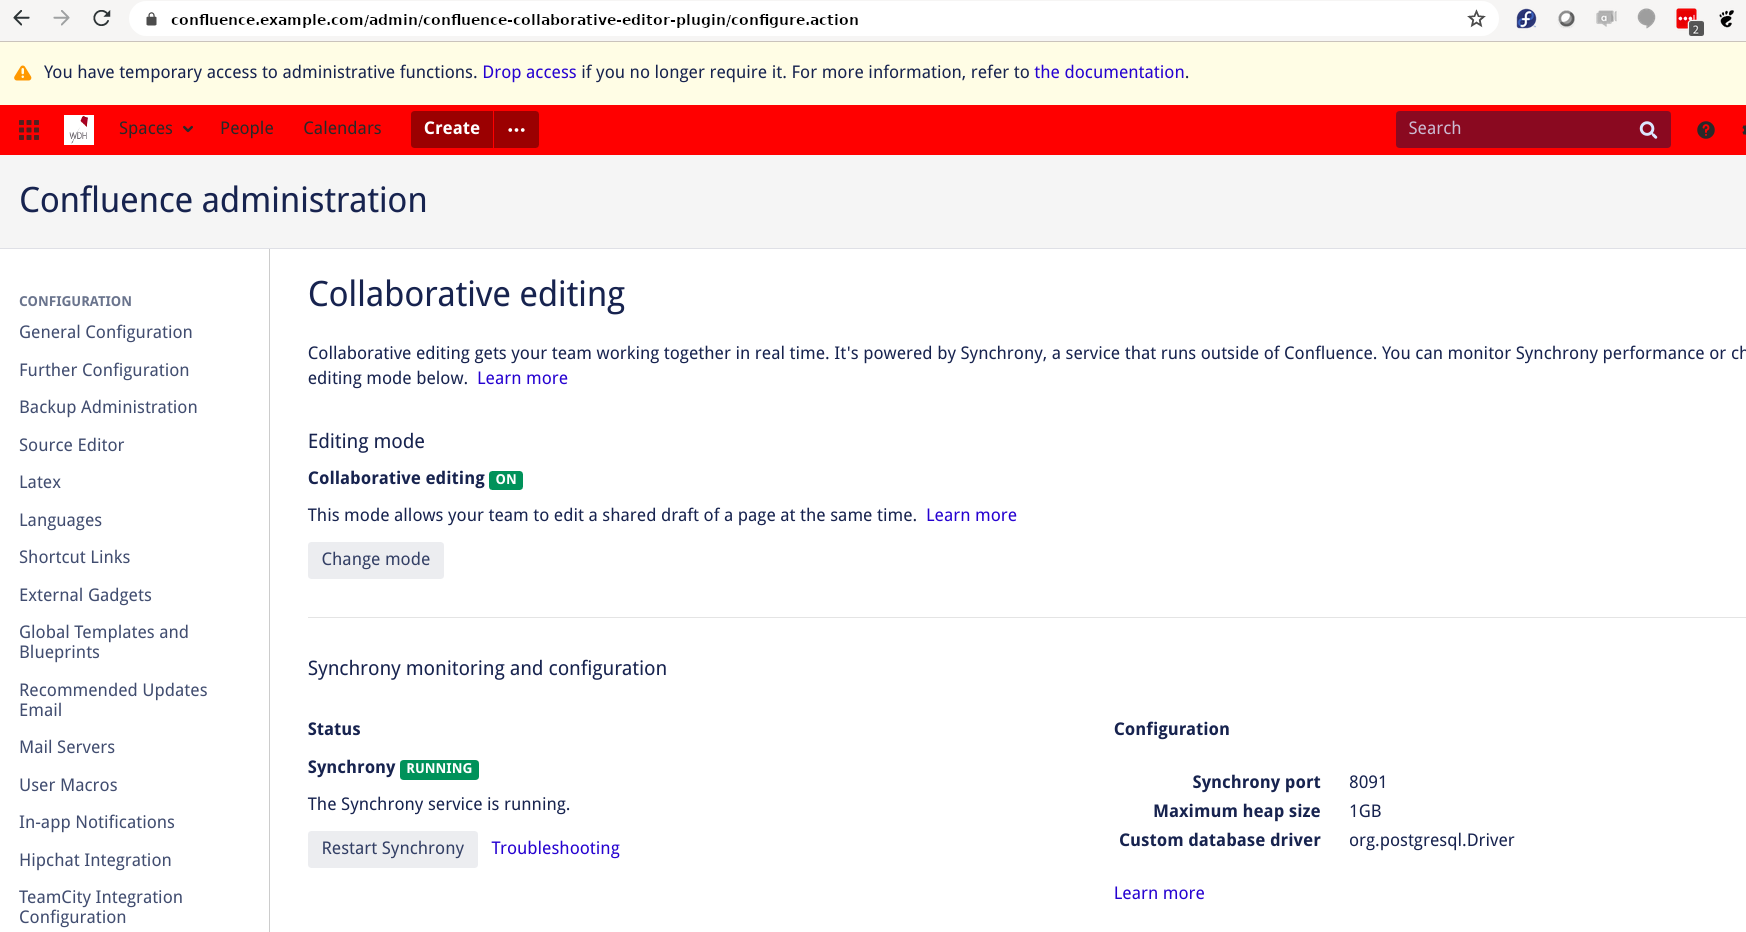 confluence.example.com/admin/confluence-collaborative-editor-plugin/configure.action
2
You have temporary access to administrative functions. Drop access if you no longer require it. For more information, refer to the documentation.
WDH Spaces People Calendars Create ••• Search ?
Confluence administration
CONFIGURATION
General Configuration
Further Configuration
Backup Administration
Source Editor
Latex
Languages
Shortcut Links
External Gadgets
Global Templates and
Blueprints
Recommended Updates
Email
Mail Servers
User Macros
In-app Notifications
Hipchat Integration
TeamCity Integration
Configuration
Collaborative editing
Collaborative editing gets your team working together in real time. It's powered by Synchrony, a service that runs outside of Confluence. You can monitor Synchrony performance or ch
editing mode below. Learn more
Editing mode
Collaborative editing ON
This mode allows your team to edit a shared draft of a page at the same time. Learn more
Change mode
Synchrony monitoring and configuration
Status
Synchrony RUNNING
The Synchrony service is running.
Restart Synchrony Troubleshooting
Configuration
Synchrony port 8091
Maximum heap size 1GB
Custom database driver org.postgresql.Driver
Learn more